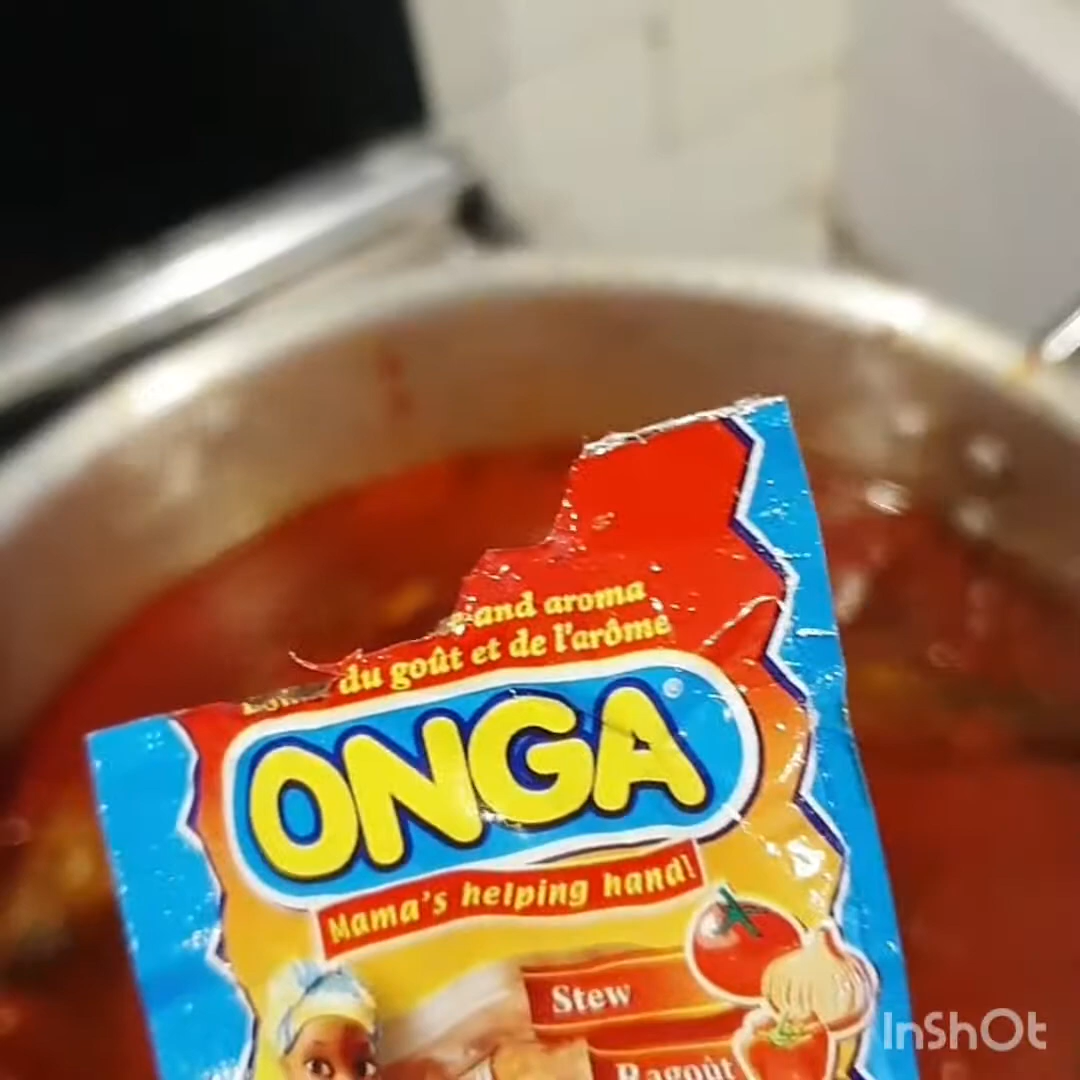 and aroma
du goût et de l'arôme
ONGA®
Mama's helping hand!
Stew
Ragoût
InShOt